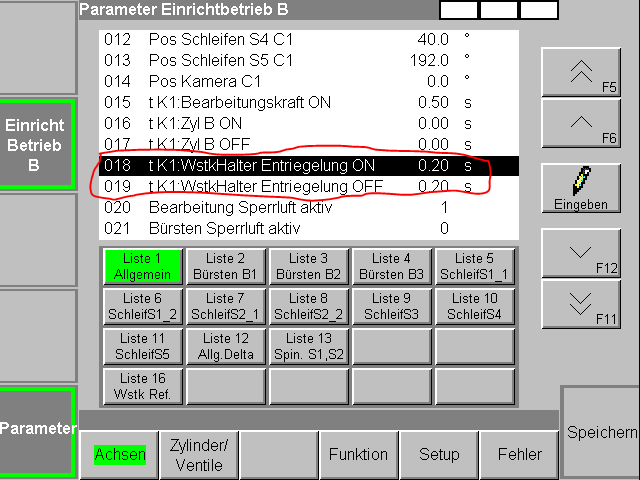 Parameter Einrichtbetrieb B
012 Pos Schleifen S4 C1 40.0 °
013 Pos Schleifen S5 C1 192.0 °
014 Pos Kamera C1 0.0 °
015 t K1:Bearbeitungskraft ON 0.50 s
016 t K1:Zyl B ON 0.00 s
017 t K1:Zyl B OFF 0.00 s
018 t K1:WstkHalter Entriegelung ON 0.20 s
019 t K1:WstkHalter Entriegelung OFF 0.20 s
020 Bearbeitung Sperrluft aktiv 1
021 Bürsten Sperrluft aktiv 0
Einricht
Betrieb
B
F5
F6
Eingeben
F12
F11
Liste 1 Liste 2 Liste 3 Liste 4 Liste 5
Allgemein Bürsten B1 Bürsten B2 Bürsten B3 SchleifS1_1
Liste 6 Liste 7 Liste 8 Liste 9 Liste 10
SchleifS1_2 SchleifS2_1 SchleifS2_2 SchleifS3 SchleifS4
Liste 11 Liste 12 Liste 13
SchleifS5 Allg.Delta Spin. S1,S2
Liste 16
Wstk Ref.
Parameter
Achsen
Zylinder/
Ventile
Funktion
Setup
Fehler
Speichern